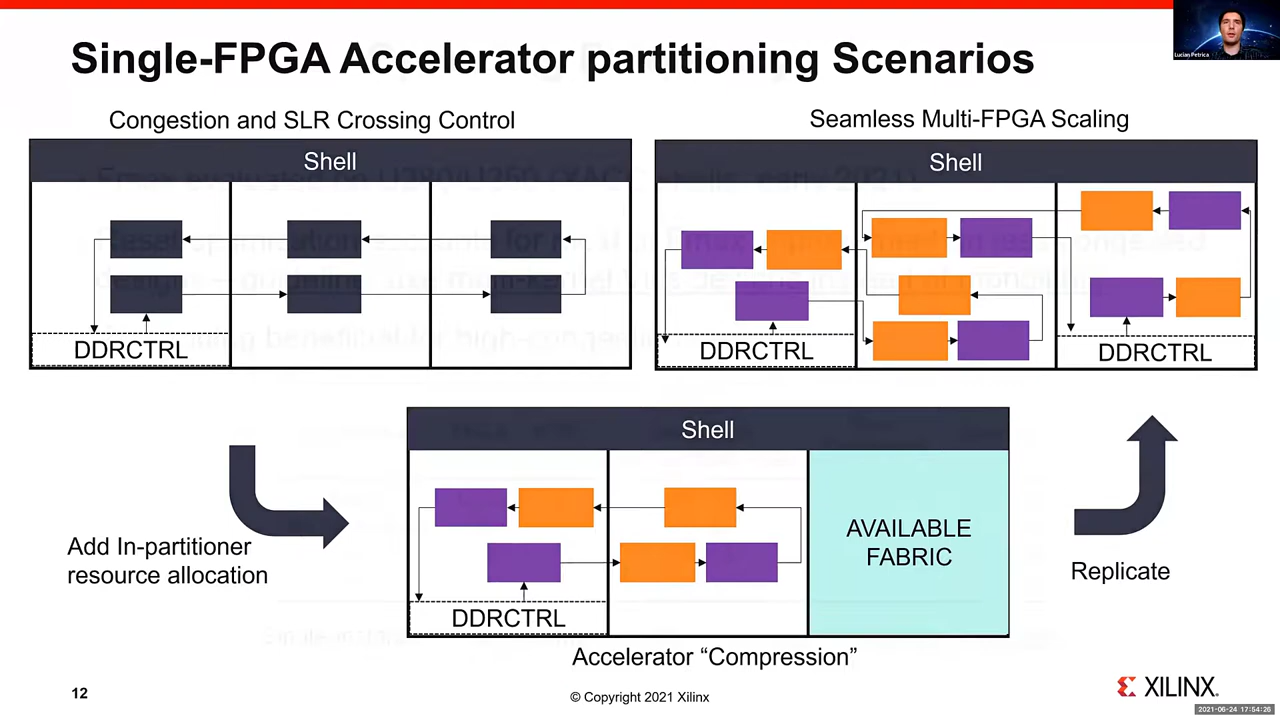 Single-FPGA Accelerator partitioning Scenarios
Lucian Petrica
Congestion and SLR Crossing Control
Shell
DDRCTRL
Seamless Multi-FPGA Scaling
Shell
DDRCTRL
DDRCTRL
Add In-partitioner
resource allocation
Shell
DDRCTRL
AVAILABLE
FABRIC
Accelerator “Compression”
Replicate
12
© Copyright 2021 Xilinx
XILINX.
2021-06-24 17:54:26